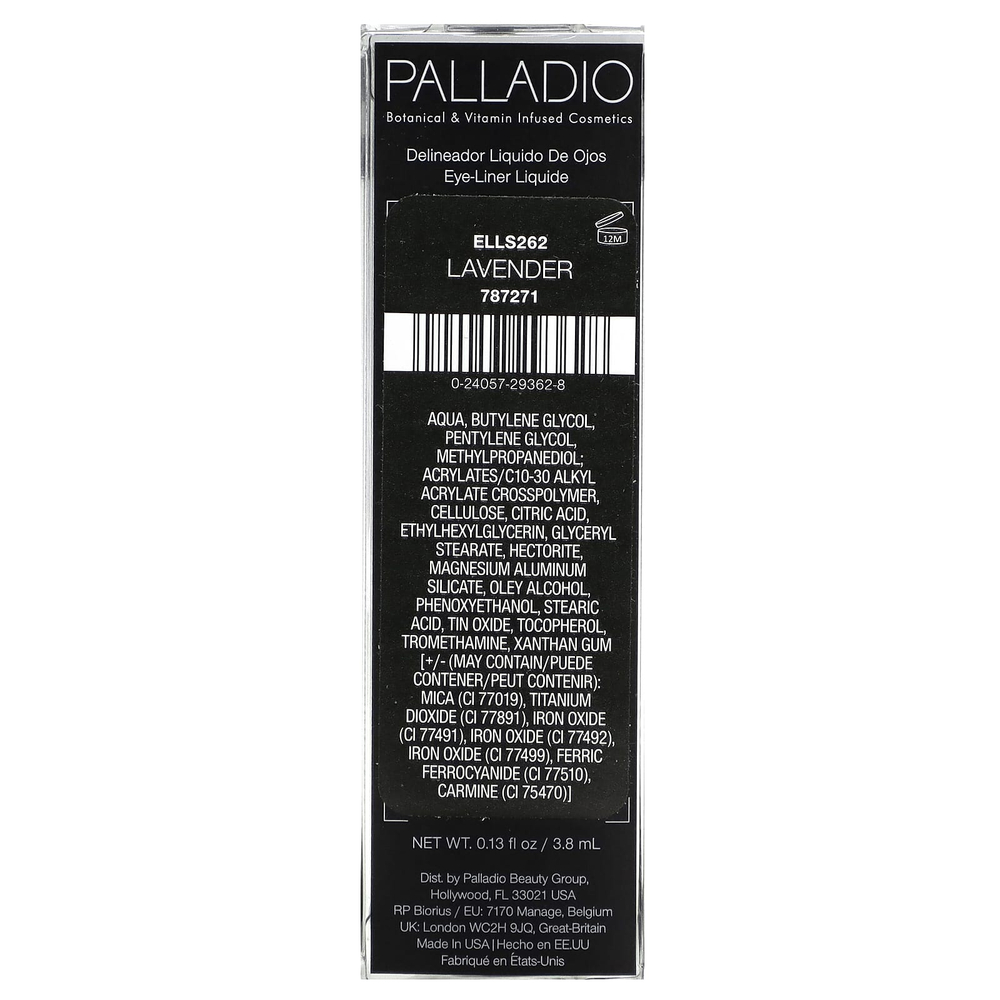 PALLADIO
Botanical & Vitamin Infused Cosmetics
Delineador Liquido De Ojos
Eye-Liner Liquide
12M
ELLS262
LAVENDER
787271
0-24057-29362-8
AQUA, BUTYLENE GLYCOL,
PENTYLENE GLYCOL,
METHYLPROPANEDIOL;
ACRYLATES/C10-30 ALKYL
ACRYLATE CROSSPOLYMER,
CELLULOSE, CITRIC ACID,
ETHYLHEXYLGLYCERIN, GLYCERYL
STEARATE, HECTORITE,
MAGNESIUM ALUMINUM
SILICATE, OLEY ALCOHOL,
PHENOXYETHANOL, STEARIC
ACID, TIN OXIDE, TOCOPHEROL,
TROMETHAMINE, XANTHAN GUM
[+/- (MAY CONTAIN/PUEDE
CONTENER/PEUT CONTENIR):
MICA (CI 77019), TITANIUM
DIOXIDE (CI 77891), IRON OXIDE
(CI 77491), IRON OXIDE (CI 77492),
IRON OXIDE (CI 77499), FERRIC
FERROCYANIDE (CI 77510),
CARMINE (CI 75470)]
NET WT. 0.13 fl oz / 3.8 mL
Dist. by Palladio Beauty Group,
Hollywood, FL 33021 USA
RP Biorius / EU: 7170 Manage, Belgium
UK: London WC2H 9JQ, Great-Britain
Made In USA | Hecho en EE.UU
Fabriqué en États-Unis